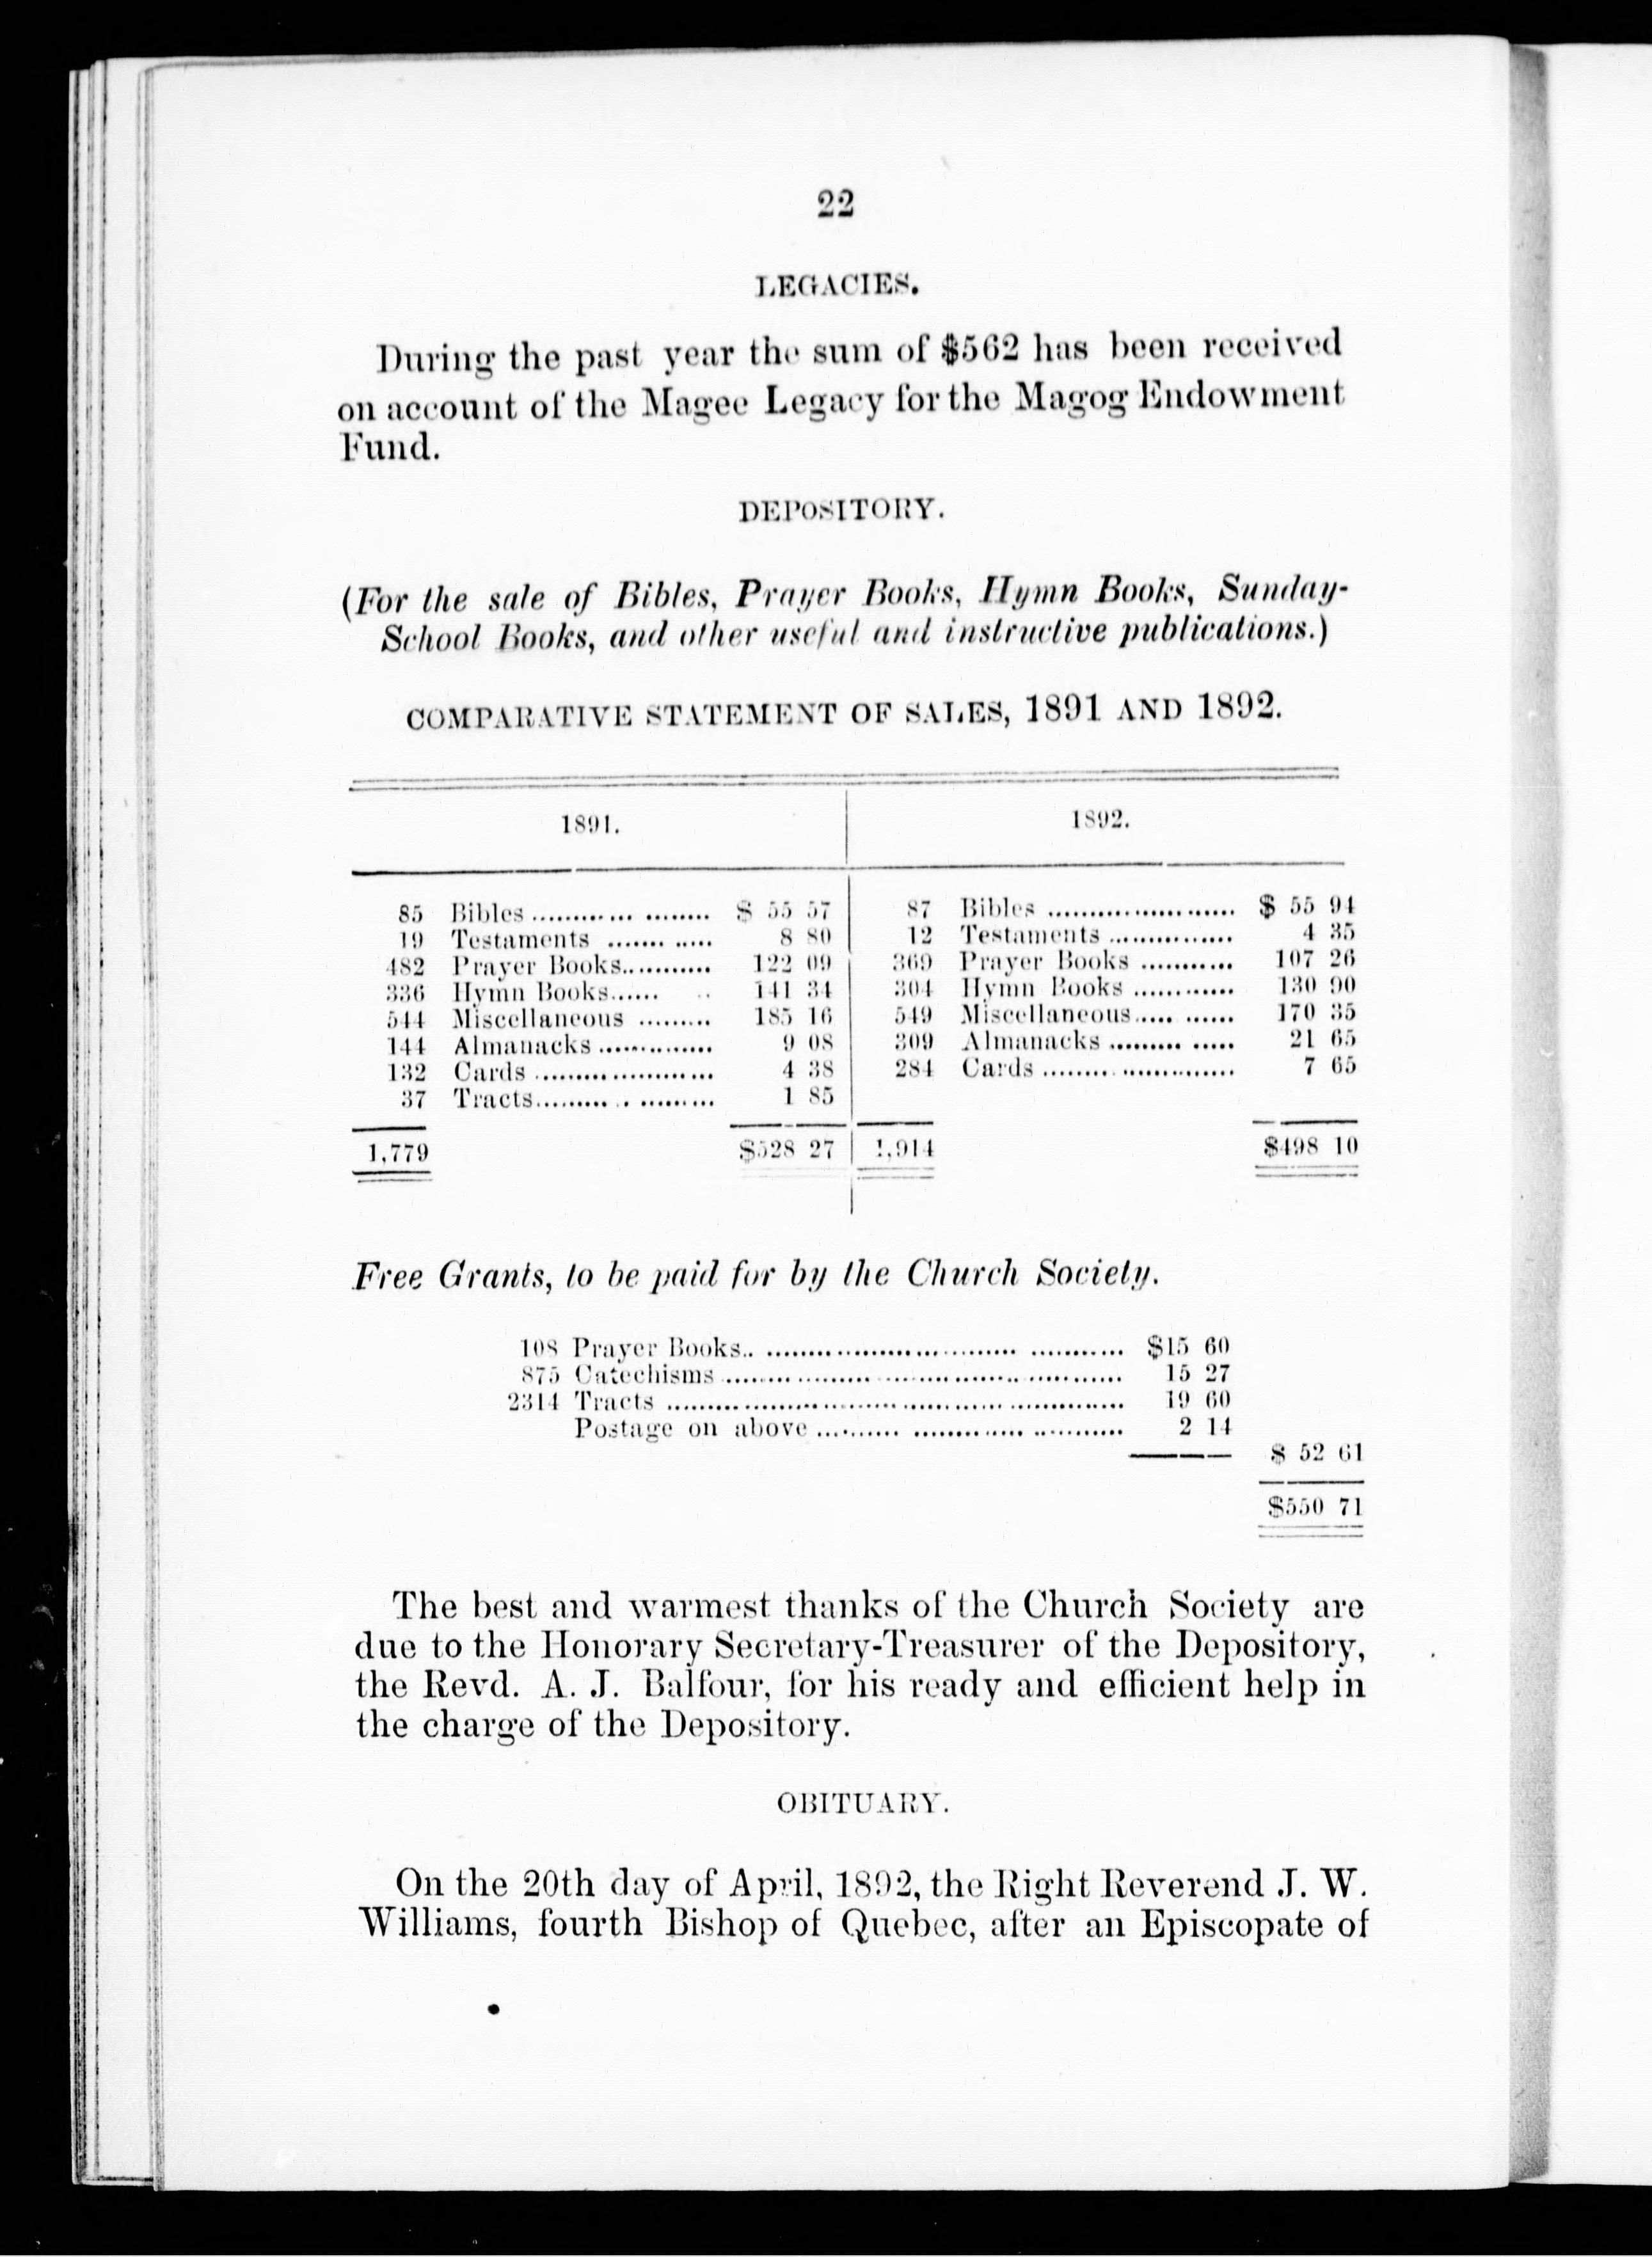 22
LEGACIES.
During the past year the sum of $562 has been received
on account of the Magee Legacy for the Magog Endowment
Fund.
DEPOSITORY.
(For the sale of Bibles, Prayer Books, Hymn Books, Sunday-
School Books, and other useful and instructive publications.)
COMPARATIVE STATEMENT OF SALES, 1891 AND 1892.
1891. 1892.
85 Bibles .................... $ 55 57 87 Bibles ...................... $ 55 94
19 Testaments ............ 8 80 12 Testaments ............... 4 35
482 Prayer Books........... 122 09 369 Prayer Books ........... 107 26
336 Hymn Books...... .. 141 34 304 Hymn Books ............ 130 90
544 Miscellaneous ......... 185 16 549 Miscellaneous........... 170 35
144 Almanacks .............. 9 08 309 Almanacks .............. 21 65
132 Cards ...................... 4 38 284 Cards ....................... 7 65
37 Tracts.................... 1 85
1,779 $528 27 1,914 $498 10
Free Grants, to be paid for by the Church Society.
108 Prayer Books.. ........................................... $15 60
875 Catechisms ................................................ 15 27
2314 Tracts ....................................................... 19 60
Postage on above .................................... 2 14
$ 52 61
$550 71
The best and warmest thanks of the Church Society are
due to the Honorary Secretary-Treasurer of the Depository,
the Revd. A. J. Balfour, for his ready and efficient help in
the charge of the Depository.
OBITUARY.
On the 20th day of April, 1892, the Right Reverend J. W.
Williams, fourth Bishop of Quebec, after an Episcopate of